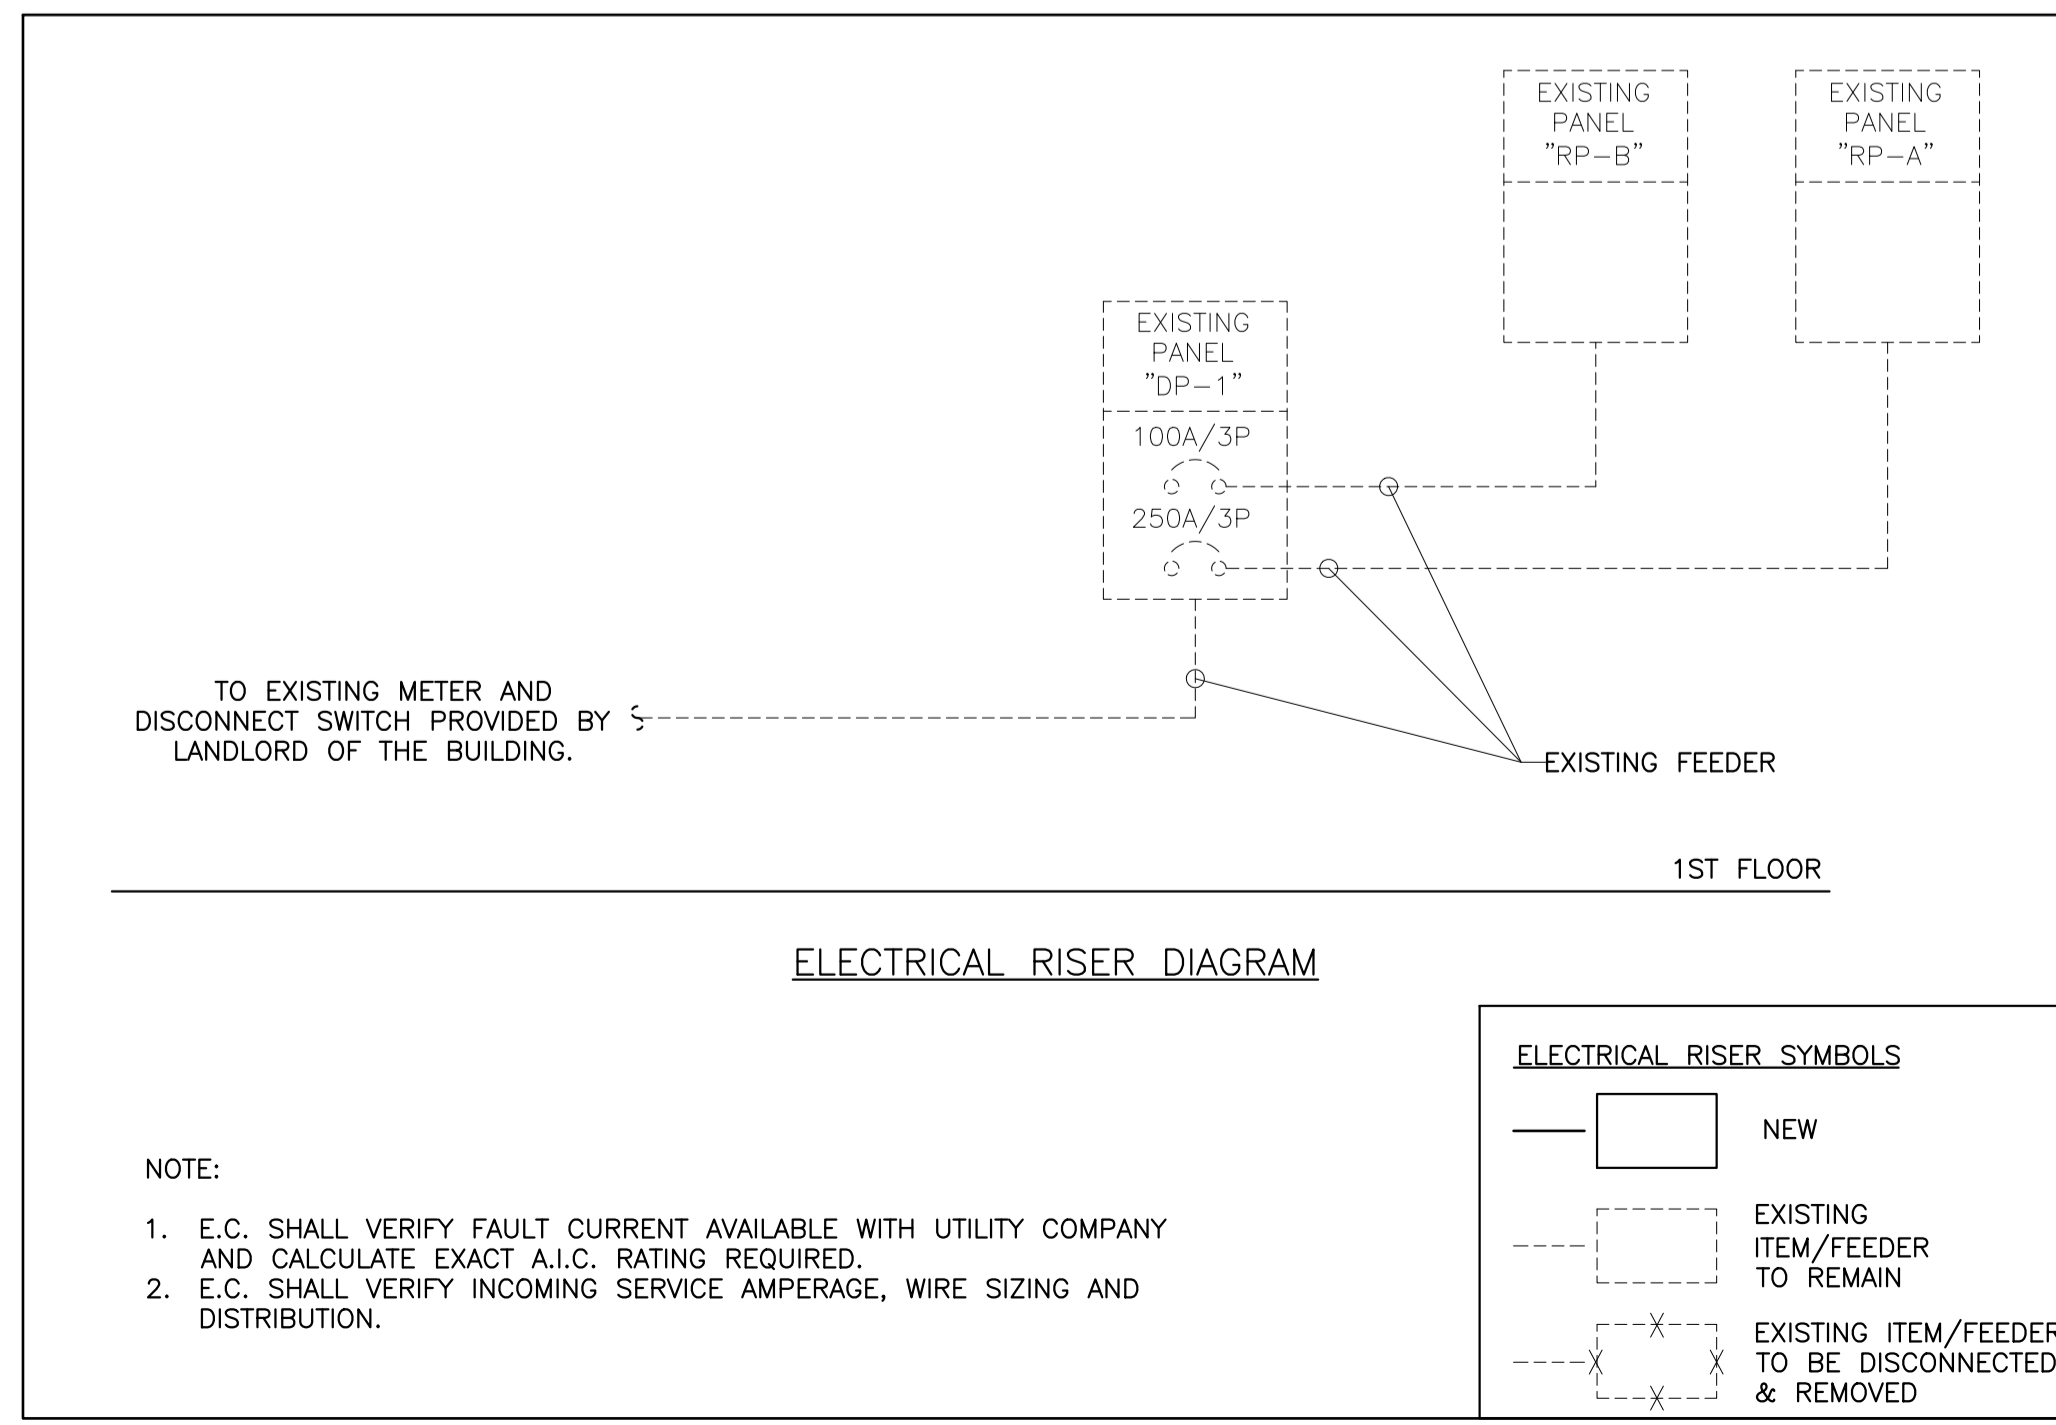 EXISTING
PANEL
"RP-B"
EXISTING
PANEL
"RP-A"
EXISTING
PANEL
"DP-1"
100A/3P
250A/3P
TO EXISTING METER AND
DISCONNECT SWITCH PROVIDED BY
LANDLORD OF THE BUILDING.
EXISTING FEEDER
1ST FLOOR
ELECTRICAL RISER DIAGRAM
NOTE:
1. E.C. SHALL VERIFY FAULT CURRENT AVAILABLE WITH UTILITY COMPANY
AND CALCULATE EXACT A.I.C. RATING REQUIRED.
2. E.C. SHALL VERIFY INCOMING SERVICE AMPERAGE, WIRE SIZING AND
DISTRIBUTION.
ELECTRICAL RISER SYMBOLS
NEW
EXISTING
ITEM/FEEDER
TO REMAIN
EXISTING ITEM/FEEDER
TO BE DISCONNECTED
& REMOVED